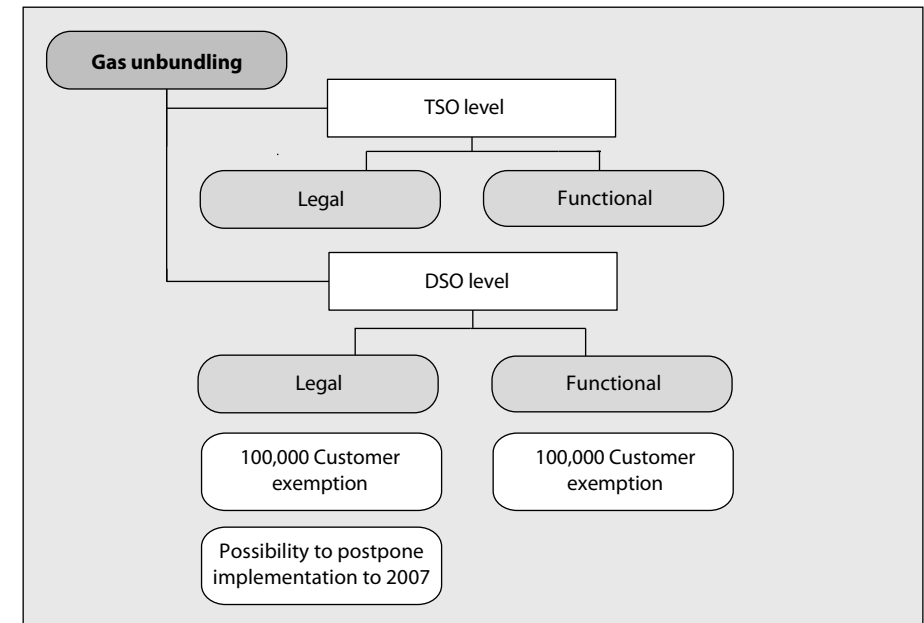 Gas unbundling
TSO level
Legal
Functional
DSO level
Legal
Functional
100,000 Customer
exemption
100,000 Customer
exemption
Possibility to postpone
implementation to 2007